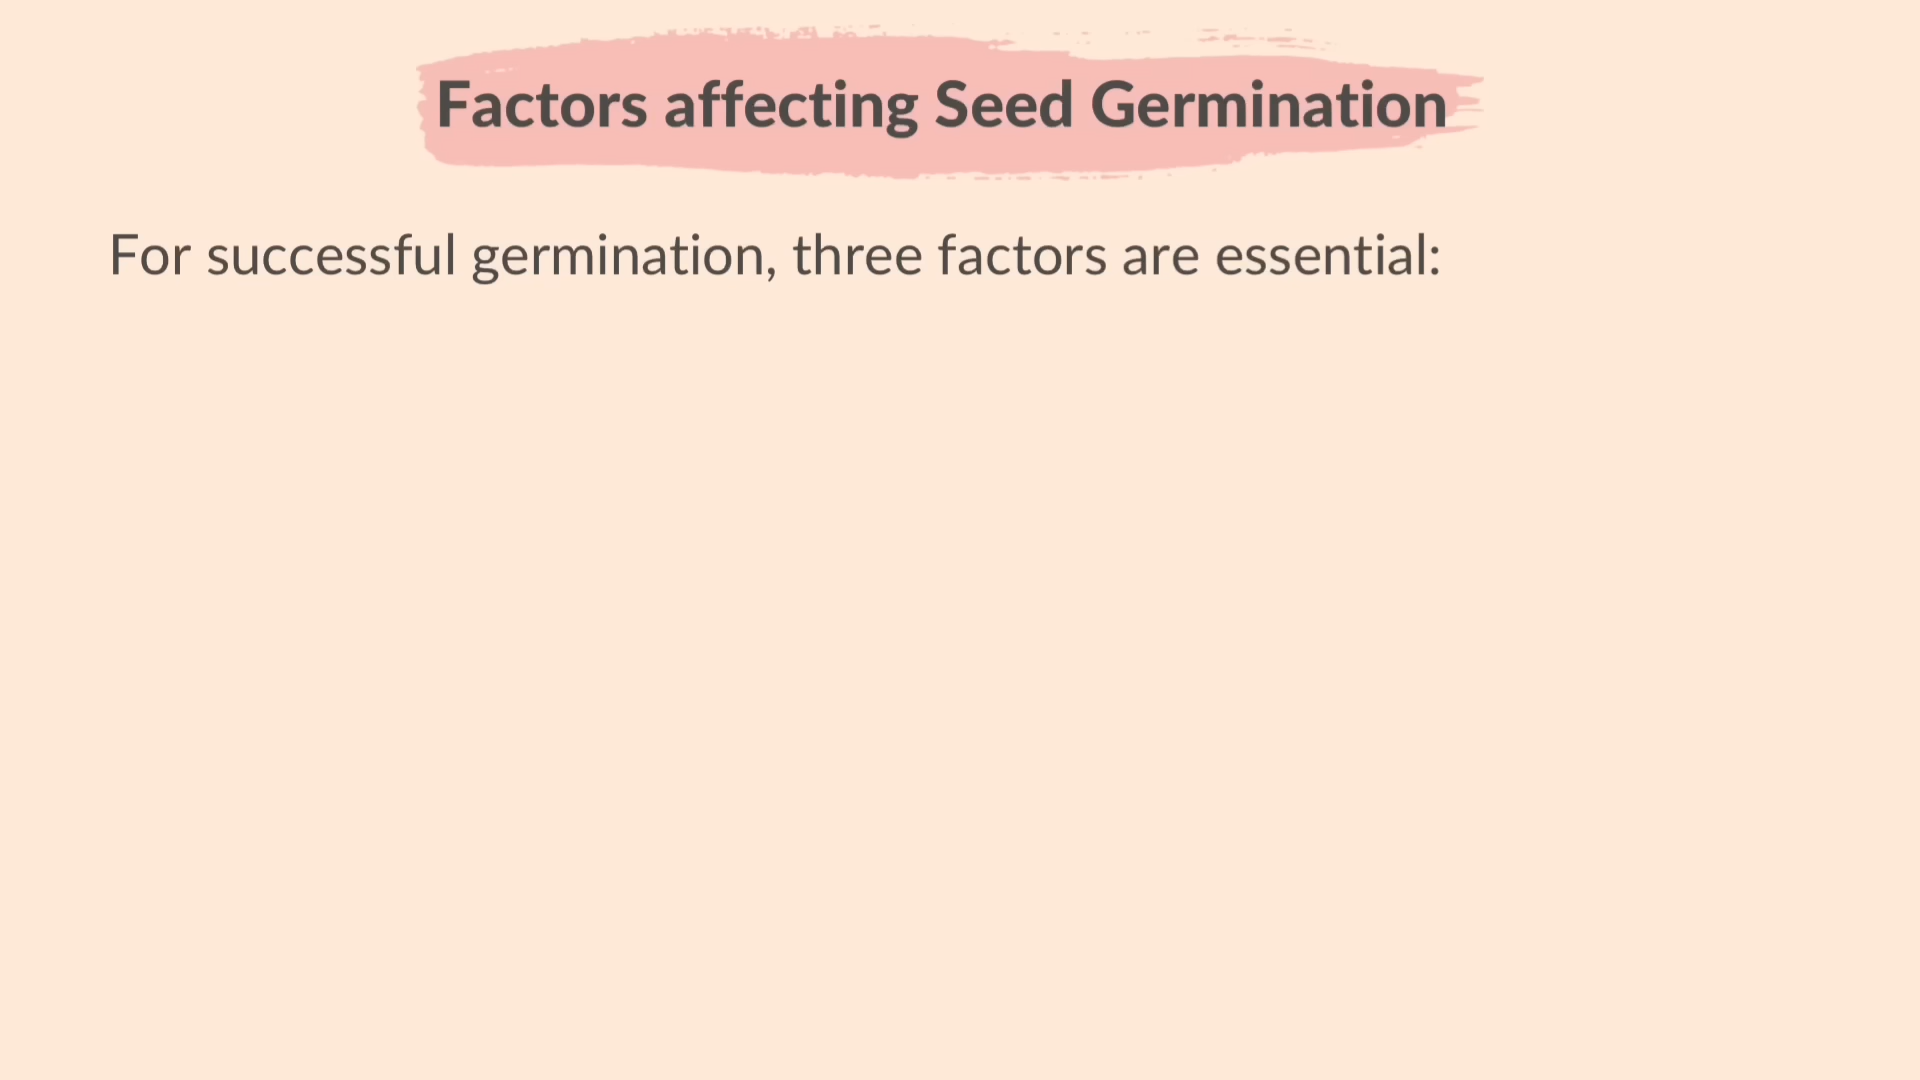 Factors affecting Seed Germination
For successful germination, three factors are essential: